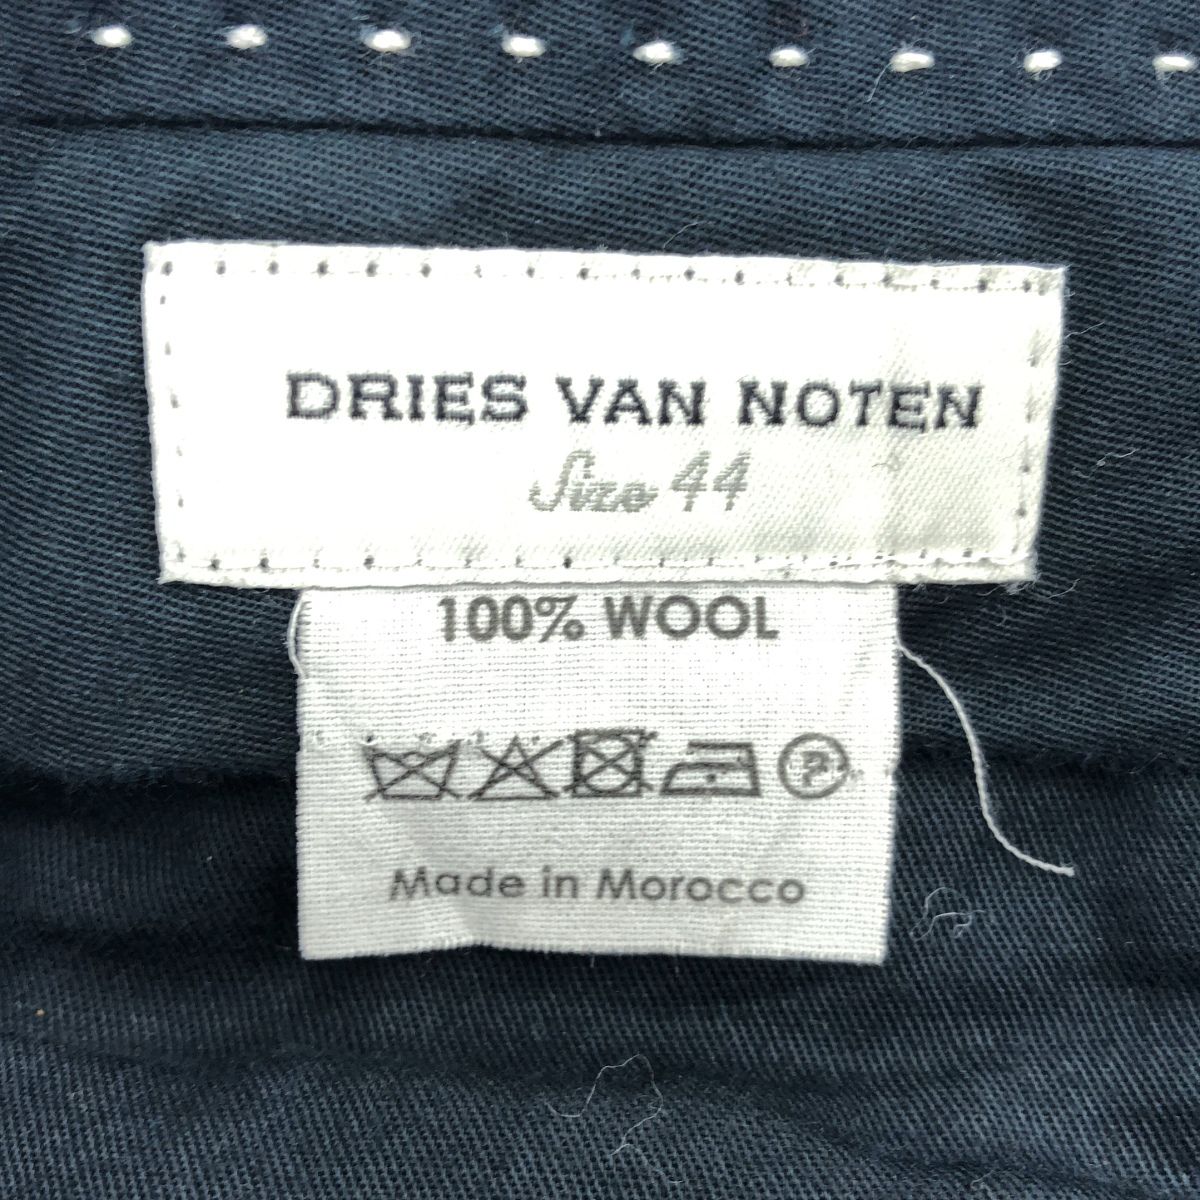 DRIES VAN NOTEN
Size 44
100% WOOL
P
Made in Morocco